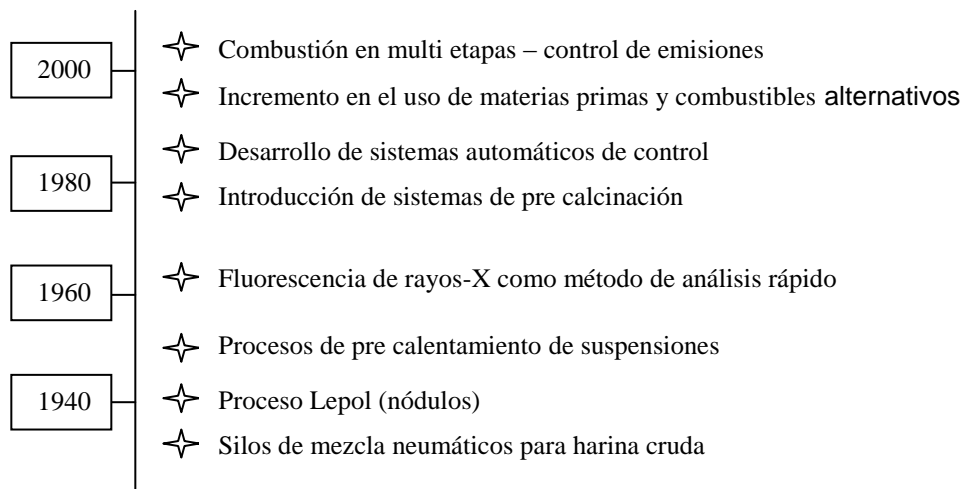 Combustión en multi etapas – control de emisiones
2000
Incremento en el uso de materias primas y combustibles alternativos
Desarrollo de sistemas automáticos de control
1980
Introducción de sistemas de pre calcinación
1960
Fluorescencia de rayos-X como método de análisis rápido
Procesos de pre calentamiento de suspensiones
1940
Proceso Lepol (nódulos)
Silos de mezcla neumáticos para harina cruda